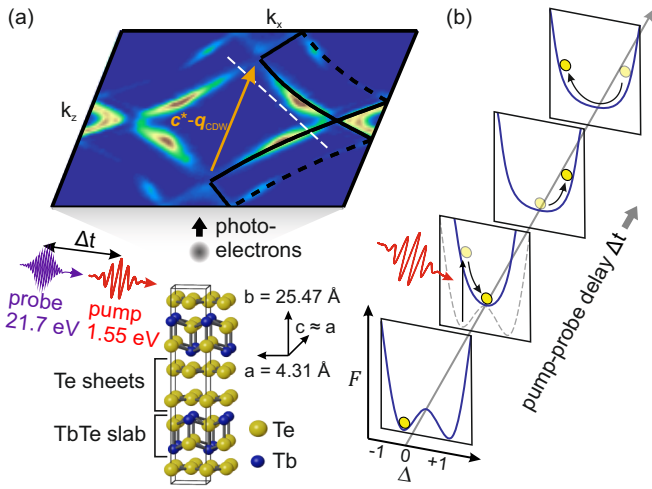 (a)
k_x
k_z
c*-q_CDW
photo-
electrons
Δt
probe
21.7 eV
pump
1.55 eV
b = 25.47 Å
c ≈ a
a = 4.31 Å
Te sheets
TbTe slab
Te
Tb
(b)
pump-probe delay Δt
F
-1
0
+1
Δ